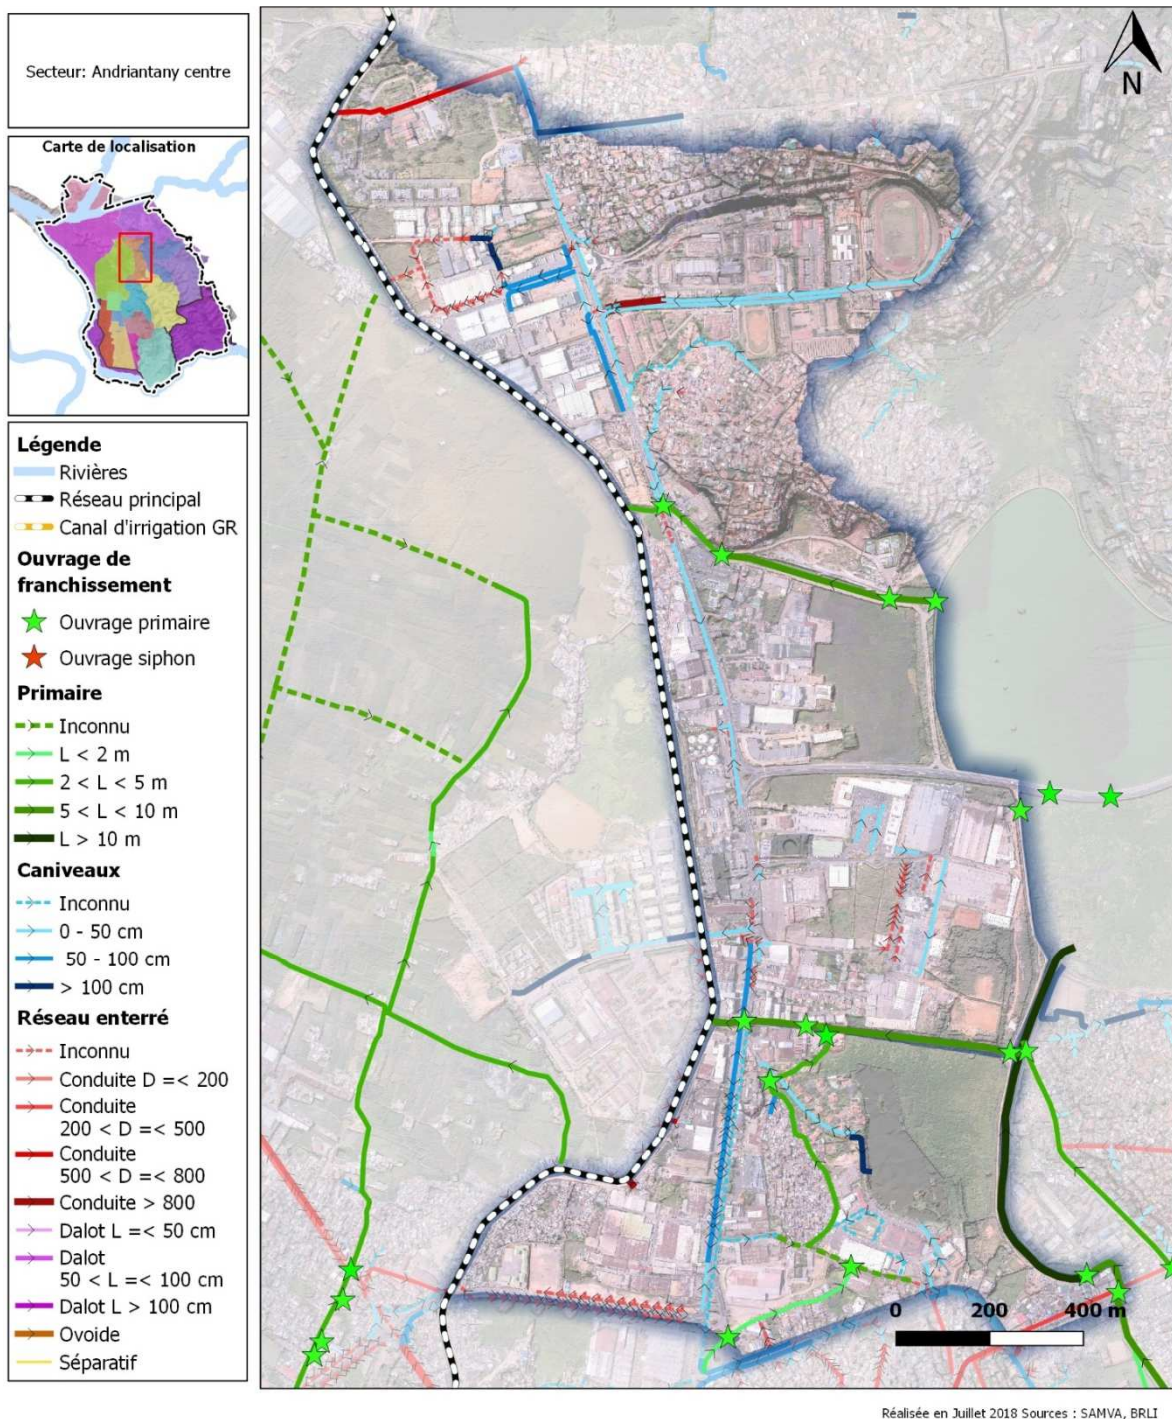 Secteur: Andriantany centre
Carte de localisation
N
Légende
Rivières
Réseau principal
Canal d'irrigation GR
Ouvrage de
franchissement
Ouvrage primaire
Ouvrage siphon
Primaire
Inconnu
L < 2 m
2 < L < 5 m
5 < L < 10 m
L > 10 m
Caniveaux
Inconnu
0 - 50 cm
50 - 100 cm
> 100 cm
Réseau enterré
Inconnu
Conduite D =< 200
Conduite
200 < D =< 500
Conduite
500 < D =< 800
Conduite > 800
Dalot L =< 50 cm
Dalot
50 < L =< 100 cm
Dalot L > 100 cm
Ovoide
Séparatif
0 200 400 m
Réalisée en Juillet 2018 Sources : SAMVA, BRLI